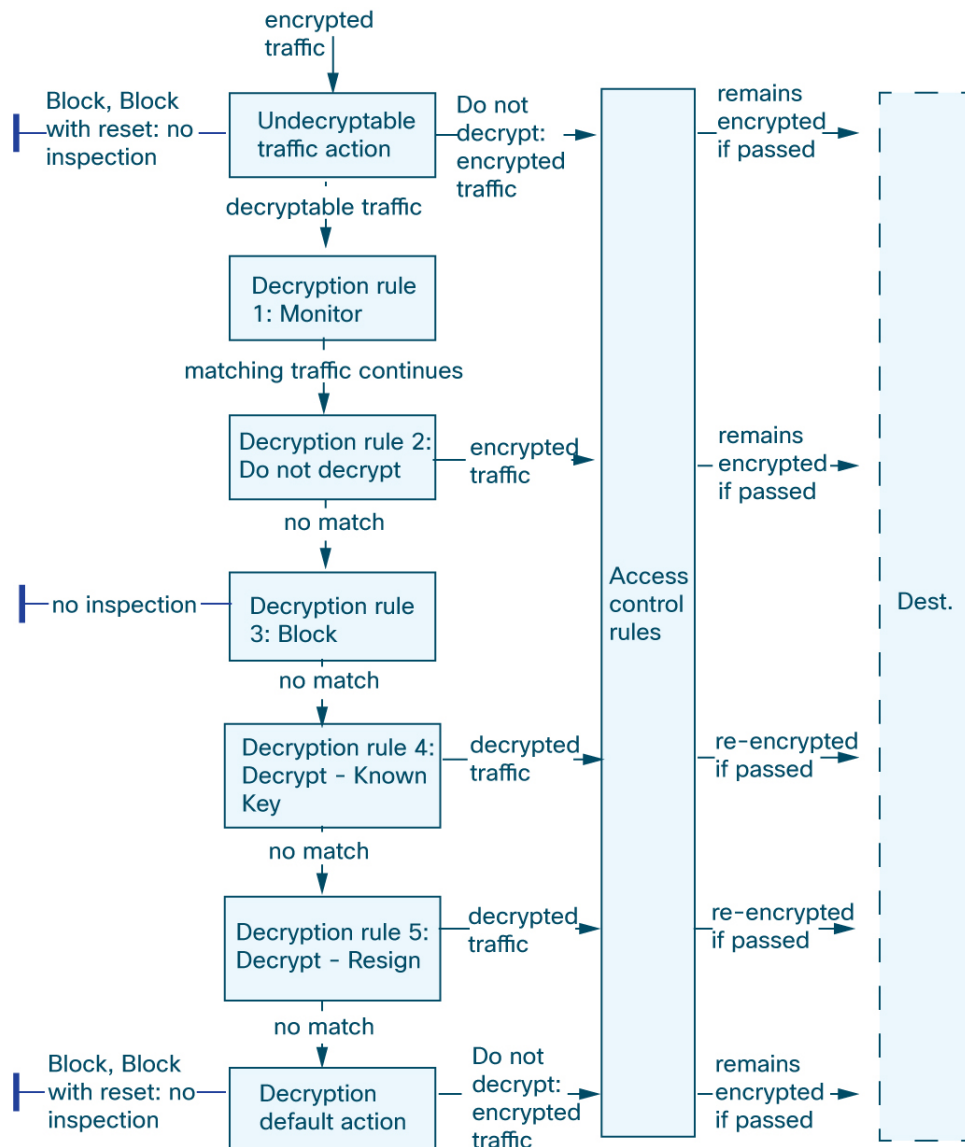 encrypted
traffic
Block, Block
with reset: no
inspection
Undecryptable
traffic action
Do not
decrypt:
encrypted
traffic
remains
encrypted
if passed
decryptable traffic
Decryption rule
1: Monitor
matching traffic continues
Decryption rule 2:
Do not decrypt
encrypted
traffic
remains
encrypted
if passed
no match
no inspection
Decryption rule
3: Block
Access
control
rules
Dest.
no match
Decryption rule 4:
Decrypt - Known
Key
decrypted
traffic
re-encrypted
if passed
no match
Decryption rule 5:
Decrypt - Resign
decrypted
traffic
re-encrypted
if passed
no match
Block, Block
with reset: no
inspection
Decryption
default action
Do not
decrypt:
encrypted
traffic
remains
encrypted
if passed